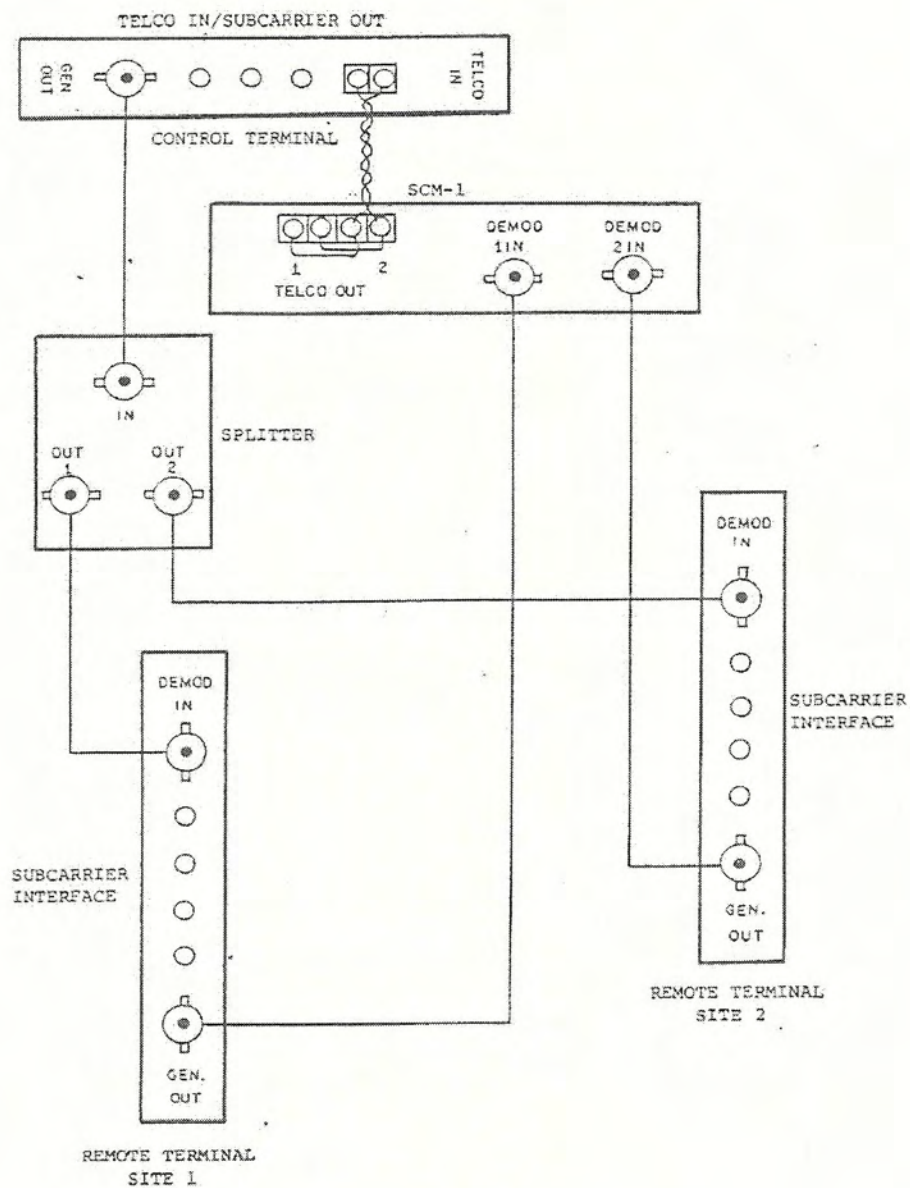 TELCO IN/SUBCARRIER OUT
GEN
OUT
TELCO
IN
CONTROL TERMINAL
SCM-1
1
2
TELCO OUT
DEMOD
1 IN
DEMOD
2 IN
IN
SPLITTER
OUT
1
OUT
2
DEMOD
IN
SUBCARRIER
INTERFACE
GEN.
OUT
REMOTE TERMINAL
SITE 2
DEMOD
IN
SUBCARRIER
INTERFACE
GEN.
OUT
REMOTE TERMINAL
SITE 1